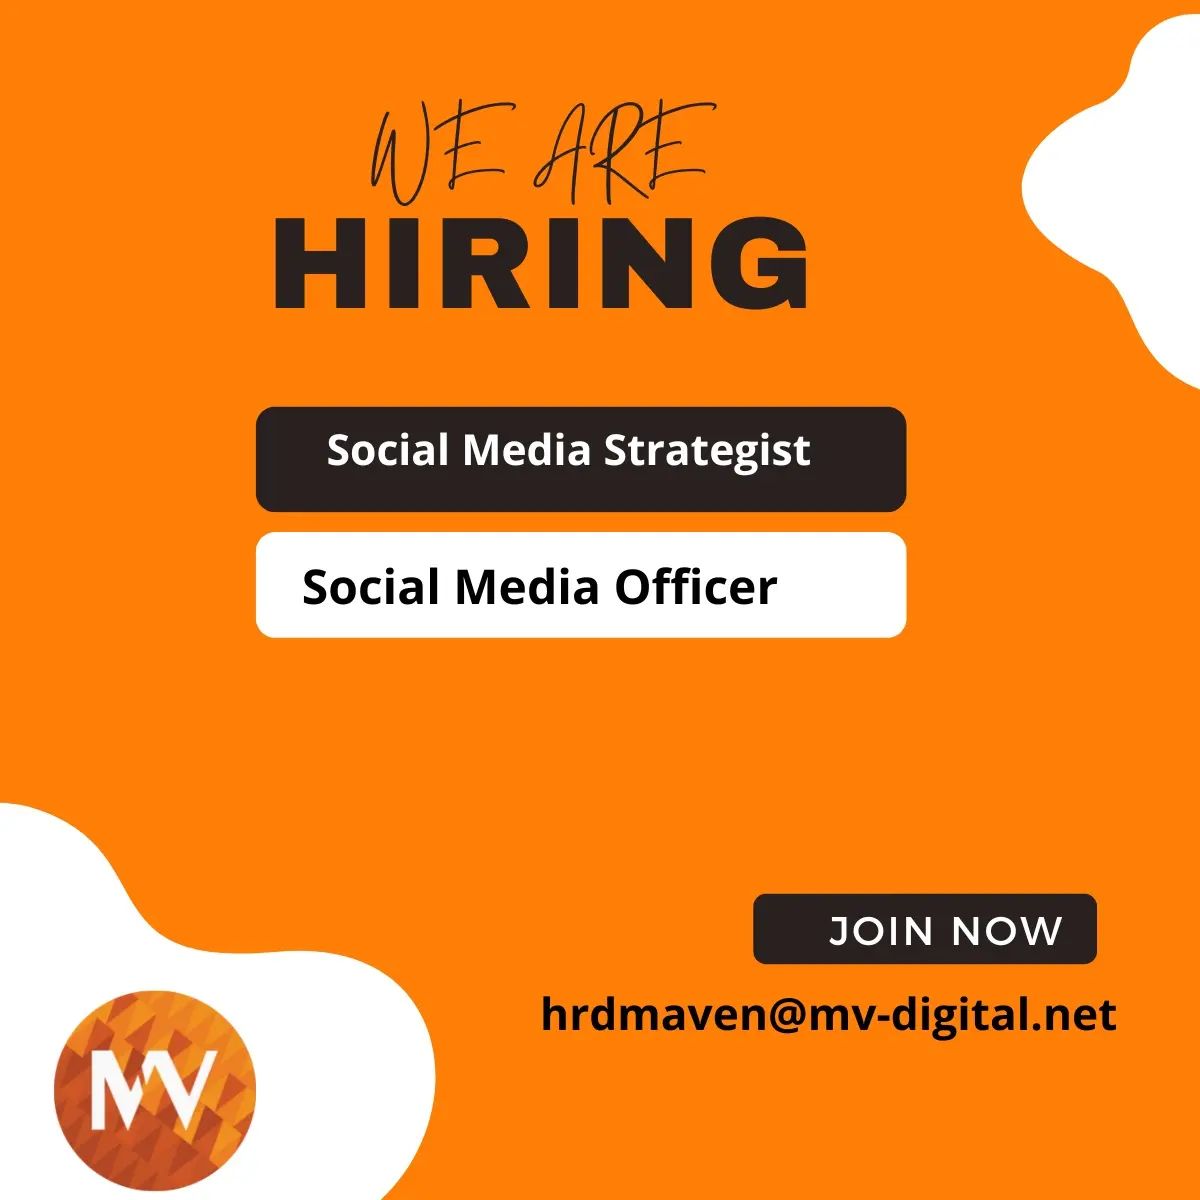 WE ARE
HIRING
Social Media Strategist
Social Media Officer
JOIN NOW
hrdmaven@mv-digital.net
MV